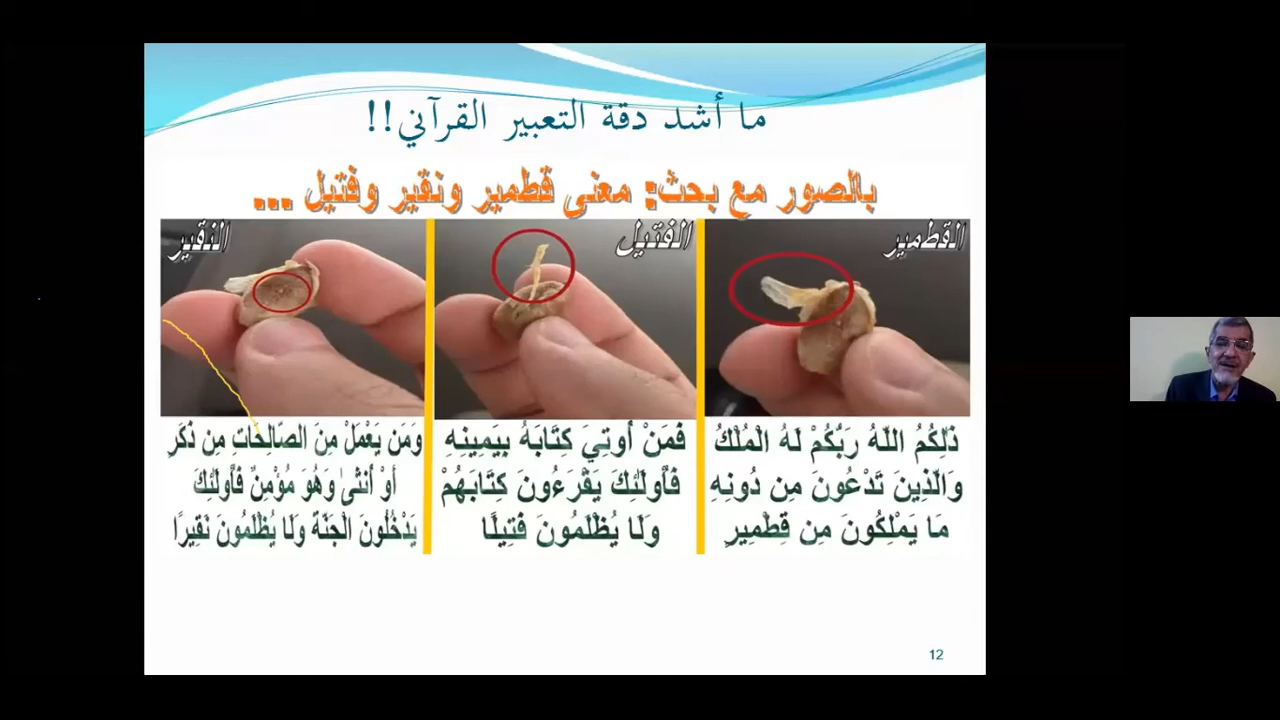 ما أشد دقة التعبير القرآني!!
بالصور مع بحث: معنى قطمير ونقير وفتيل ...
القطمير
ذَلِكُمُ اللَّهُ رَبُّكُمْ لَهُ الْمُلْكُ
وَالَّذِينَ تَدْعُونَ مِن دُونِهِ
مَا يَمْلِكُونَ مِن قِطْمِيرٍ
الفتيل
فَمَنْ أُوتِيَ كِتَابَهُ بِيَمِينِهِ
فَأُولَئِكَ يَقْرَءُونَ كِتَابَهُمْ
وَلَا يُظْلَمُونَ فَتِيلًا
النقير
وَمَن يَعْمَلْ مِنَ الصَّالِحَاتِ مِن ذَكَرٍ
أَوْ أُنثَىٰ وَهُوَ مُؤْمِنٌ فَأُولَئِكَ
يَدْخُلُونَ الْجَنَّةَ وَلَا يُظْلَمُونَ نَقِيرًا
12